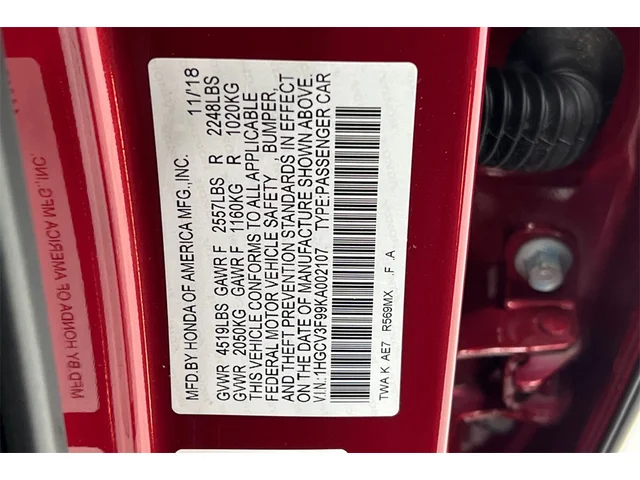 MFD BY HONDA OF AMERICA MFG.,INC.
MFD BY HONDA OF AMERICA MFG.,INC. 11/18
GVWR 4519LBS GAWR F 2557LBS R 2248LBS
GVWR 2050KG GAWR F 1160KG R 1020KG
THIS VEHICLE CONFORMS TO ALL APPLICABLE
FEDERAL MOTOR VEHICLE SAFETY , BUMPER,
AND THEFT PREVENTION STANDARDS IN EFFECT
ON THE DATE OF MANUFACTURE SHOWN ABOVE.
V.I.N:1HGCV3F99KA002107 TYPE:PASSENGER CAR
TWA K AE7 R569MX .F .A